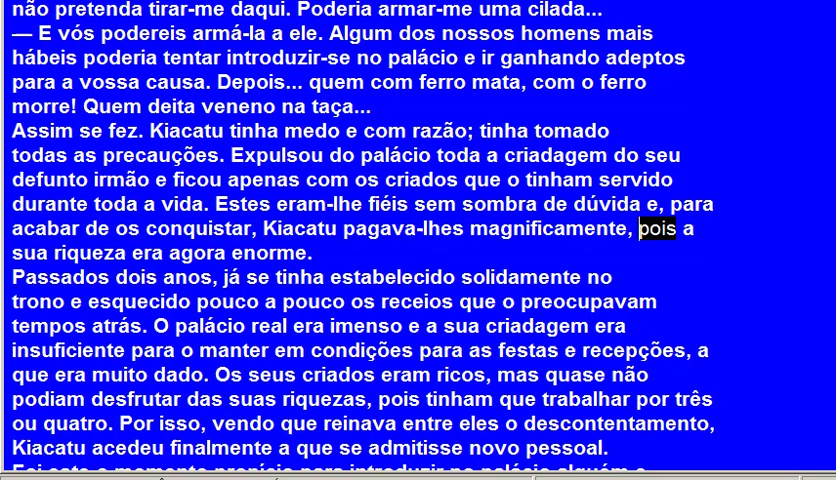 não pretenda tirar-me daqui. Poderia armar-me uma cilada...
— E vós podereis armá-la a ele. Algum dos nossos homens mais
hábeis poderia tentar introduzir-se no palácio e ir ganhando adeptos
para a vossa causa. Depois... quem com ferro mata, com o ferro
morre! Quem deita veneno na taça...
Assim se fez. Kiacatu tinha medo e com razão; tinha tomado
todas as precauções. Expulsou do palácio toda a criadagem do seu
defunto irmão e ficou apenas com os criados que o tinham servido
durante toda a vida. Estes eram-lhe fiéis sem sombra de dúvida e, para
acabar de os conquistar, Kiacatu pagava-lhes magnificamente, pois a
sua riqueza era agora enorme.
Passados dois anos, já se tinha estabelecido solidamente no
trono e esquecido pouco a pouco os receios que o preocupavam
tempos atrás. O palácio real era imenso e a sua criadagem era
insuficiente para o manter em condições para as festas e recepções, a
que era muito dado. Os seus criados eram ricos, mas quase não
podiam desfrutar das suas riquezas, pois tinham que trabalhar por três
ou quatro. Por isso, vendo que reinava entre eles o descontentamento,
Kiacatu acedeu finalmente a que se admitisse novo pessoal.